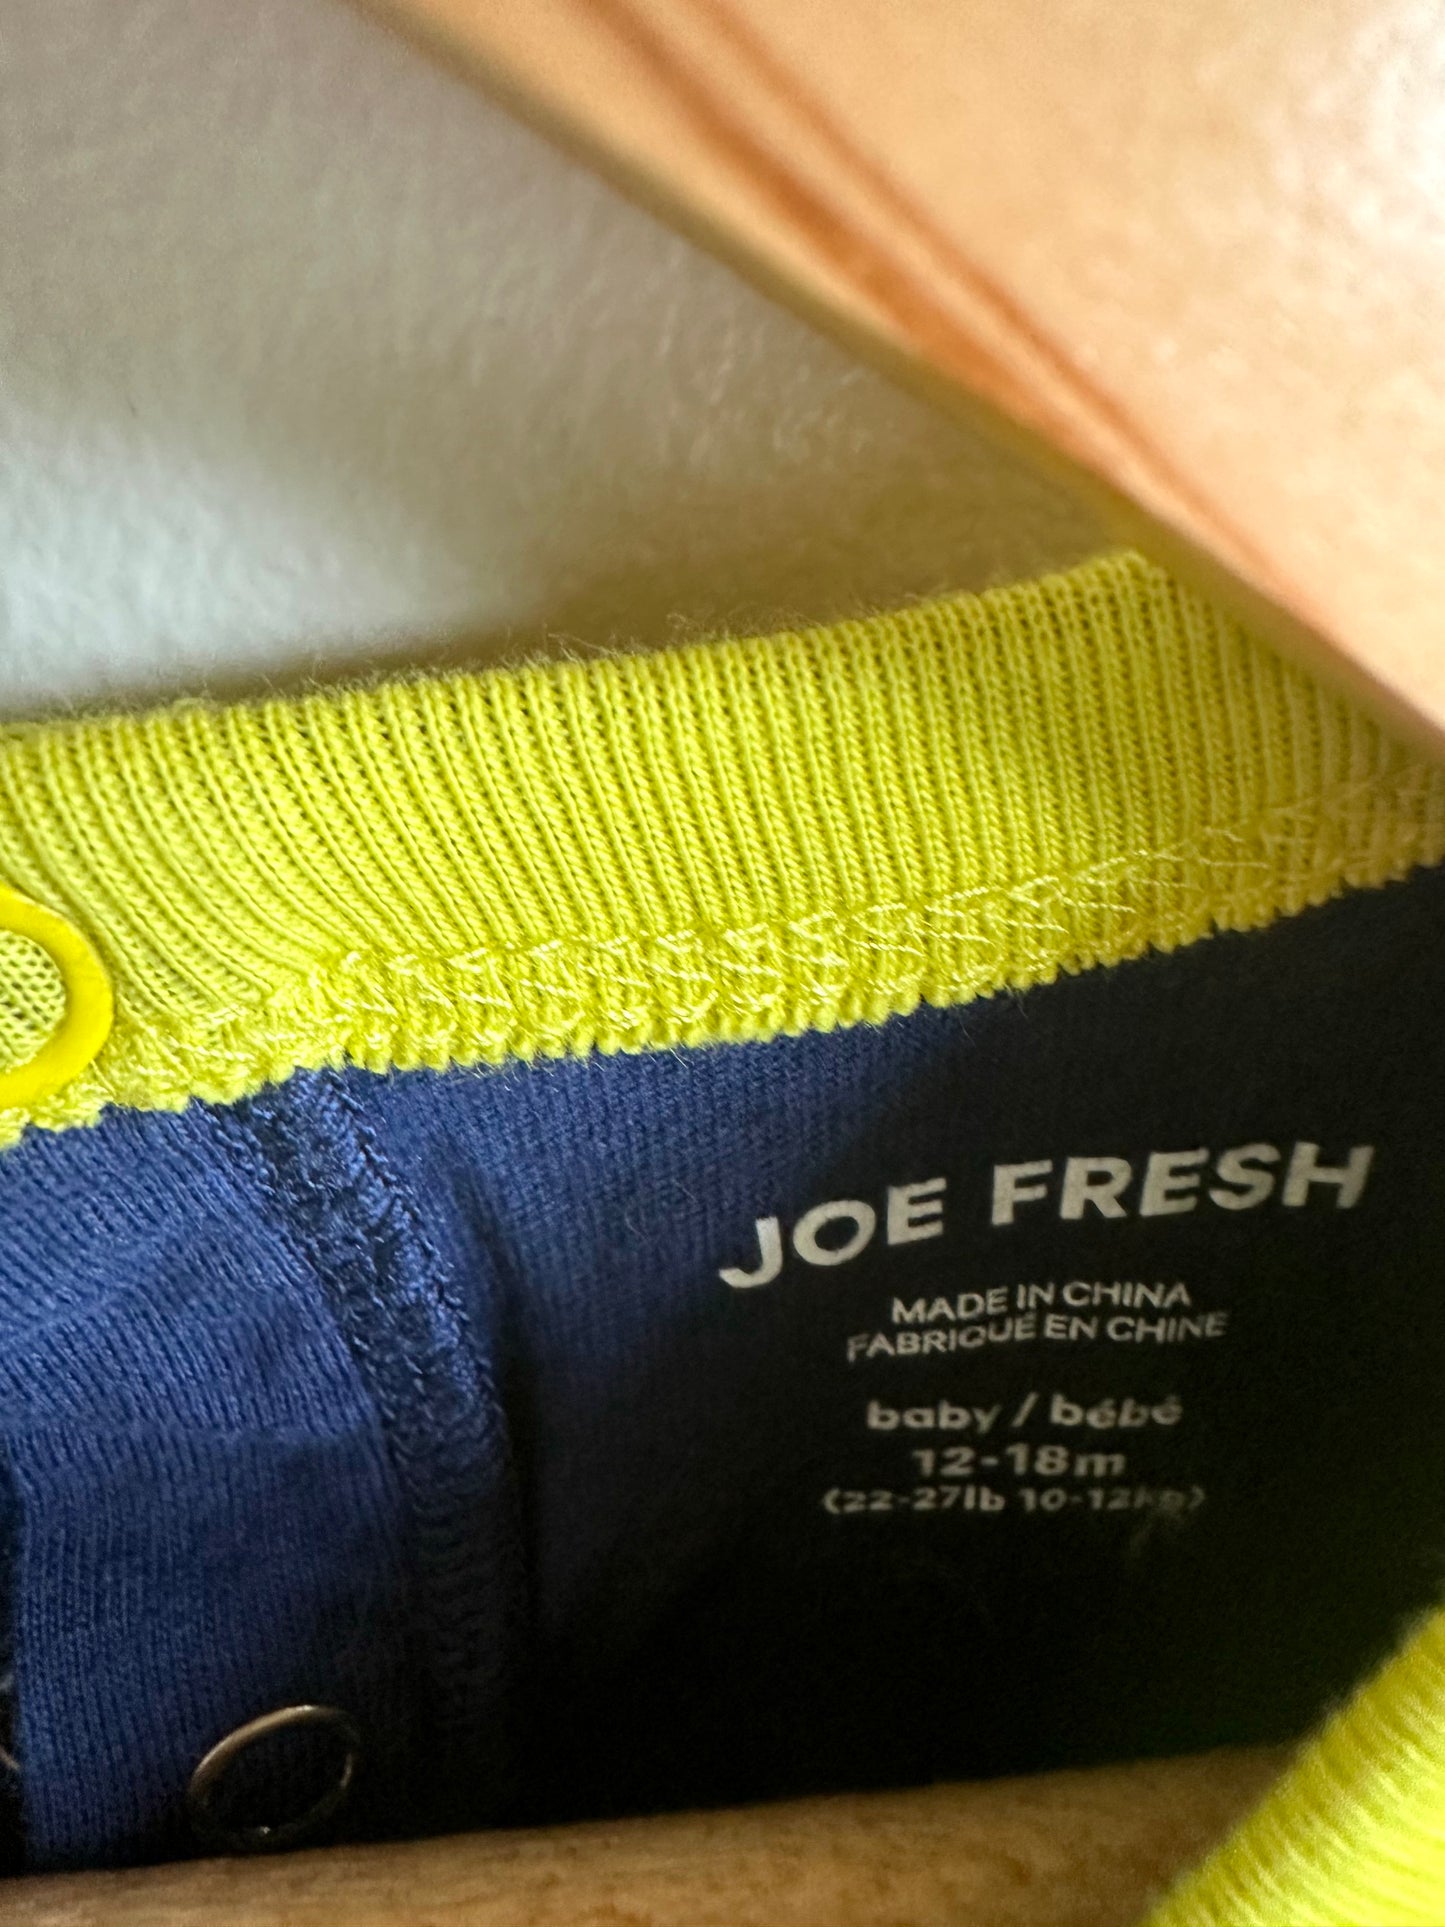 JOE FRESH
MADE IN CHINA
FABRIQUÉ EN CHINE
baby / bébé
12-18m
(22-27lb 10-12kg)